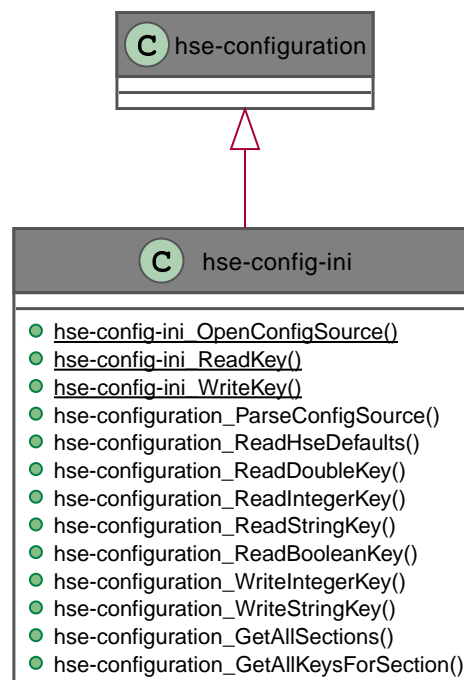 C hse-configuration
C hse-config-ini
hse-config-ini_OpenConfigSource()
hse-config-ini_ReadKey()
hse-config-ini_WriteKey()
hse-configuration_ParseConfigSource()
hse-configuration_ReadHseDefaults()
hse-configuration_ReadDoubleKey()
hse-configuration_ReadIntegerKey()
hse-configuration_ReadStringKey()
hse-configuration_ReadBooleanKey()
hse-configuration_WriteIntegerKey()
hse-configuration_WriteStringKey()
hse-configuration_GetAllSections()
hse-configuration_GetAllKeysForSection()